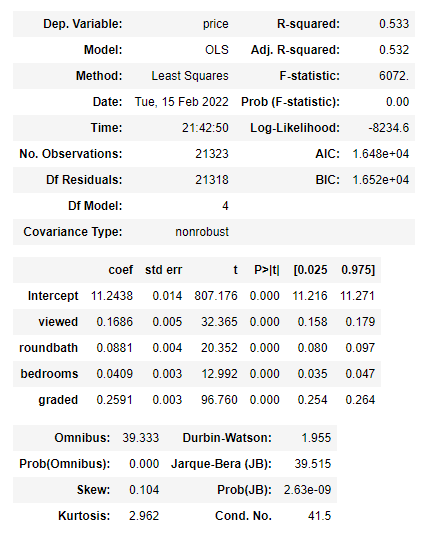 Dep. Variable: price R-squared: 0.533
Model: OLS Adj. R-squared: 0.532
Method: Least Squares F-statistic: 6072.
Date: Tue, 15 Feb 2022 Prob (F-statistic): 0.00
Time: 21:42:50 Log-Likelihood: -8234.6
No. Observations: 21323 AIC: 1.648e+04
Df Residuals: 21318 BIC: 1.652e+04
Df Model: 4
Covariance Type: nonrobust
coef std err t P>|t| [0.025 0.975]
Intercept 11.2438 0.014 807.176 0.000 11.216 11.271
viewed 0.1686 0.005 32.365 0.000 0.158 0.179
roundbath 0.0881 0.004 20.352 0.000 0.080 0.097
bedrooms 0.0409 0.003 12.992 0.000 0.035 0.047
graded 0.2591 0.003 96.760 0.000 0.254 0.264
Omnibus: 39.333 Durbin-Watson: 1.955
Prob(Omnibus): 0.000 Jarque-Bera (JB): 39.515
Skew: 0.104 Prob(JB): 2.63e-09
Kurtosis: 2.962 Cond. No. 41.5